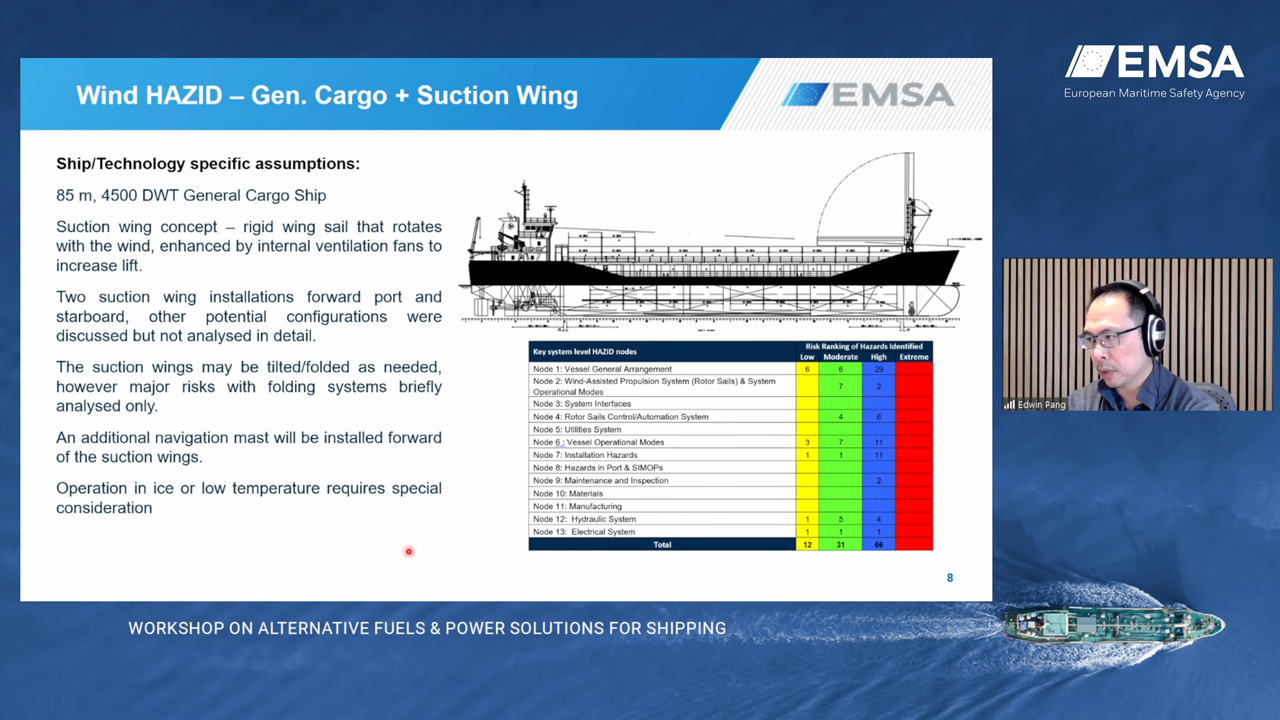 EMSA
European Maritime Safety Agency
Wind HAZID – Gen. Cargo + Suction Wing
EMSA
Ship/Technology specific assumptions:
85 m, 4500 DWT General Cargo Ship
Suction wing concept – rigid wing sail that rotates
with the wind, enhanced by internal ventilation fans to
increase lift.
Two suction wing installations forward port and
starboard, other potential configurations were
discussed but not analysed in detail.
The suction wings may be tilted/folded as needed,
however major risks with folding systems briefly
analysed only.
An additional navigation mast will be installed forward
of the suction wings.
Operation in ice or low temperature requires special
consideration
Key system level HAZID nodes
Risk Ranking of Hazards Identified
Low Moderate High Extreme
Node 1: Vessel General Arrangement 6 6 29
Node 2: Wind-Assisted Propulsion System (Rotor Sails) & System
Operational Modes 7 2
Node 3: System Interfaces
Node 4: Rotor Sails Control/Automation System 4 6
Node 5: Utilities System
Node 6 : Vessel Operational Modes 3 7 11
Node 7: Installation Hazards 1 1 11
Node 8: Hazards in Port & SIMOPs
Node 9: Maintenance and Inspection 2
Node 10: Materials
Node 11: Manufacturing
Node 12: Hydraulic System 1 5 4
Node 13: Electrical System 1 1 1
Total 12 31 66
8
Edwin Pang
WORKSHOP ON ALTERNATIVE FUELS & POWER SOLUTIONS FOR SHIPPING